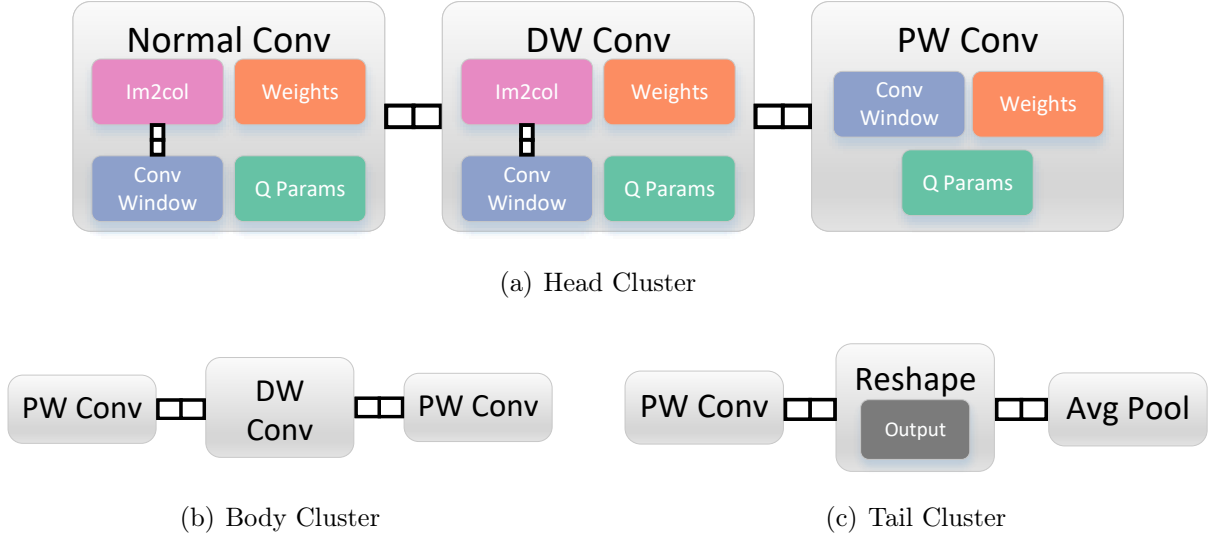 Normal Conv
Im2col
Weights
Conv
Window
Q Params
DW Conv
Im2col
Weights
Conv
Window
Q Params
PW Conv
Conv
Window
Weights
Q Params
(a) Head Cluster
PW Conv
DW
Conv
PW Conv
(b) Body Cluster
PW Conv
Reshape
Output
Avg Pool
(c) Tail Cluster